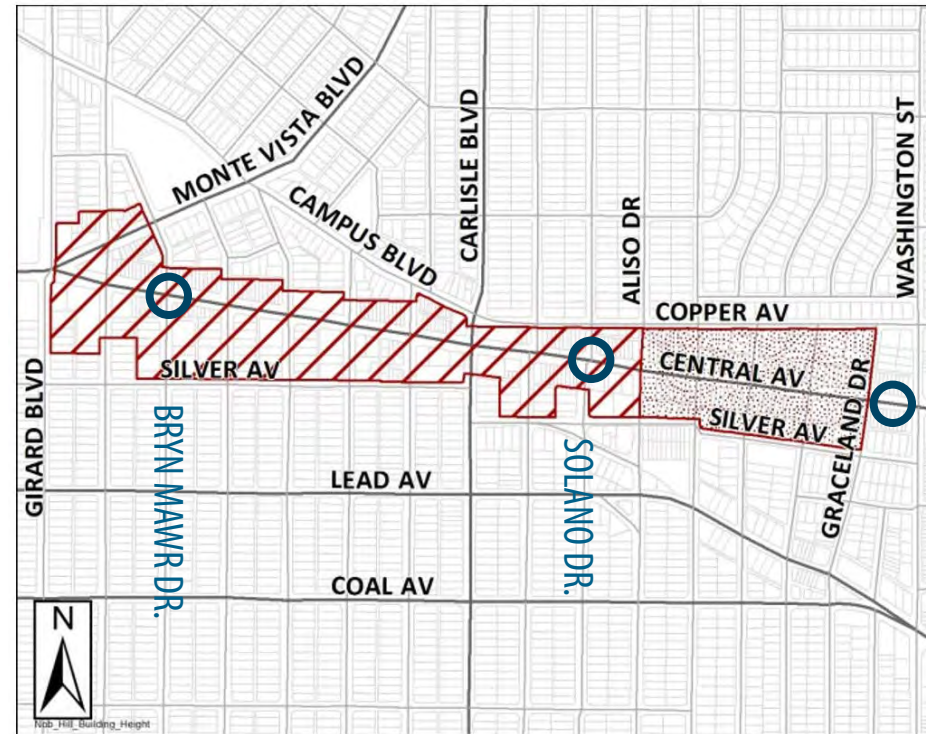 MONTE VISTA BLVD
CARLISLE BLVD
WASHINGTON ST
CAMPUS BLVD
ALISO DR
COPPER AV
CENTRAL AV
SILVER AV
SILVER AV
GIRARD BLVD
BRYN MAWR DR.
SOLANO DR.
GRACELAND DR
LEAD AV
COAL AV
N
Nob_Hill_Building_Height